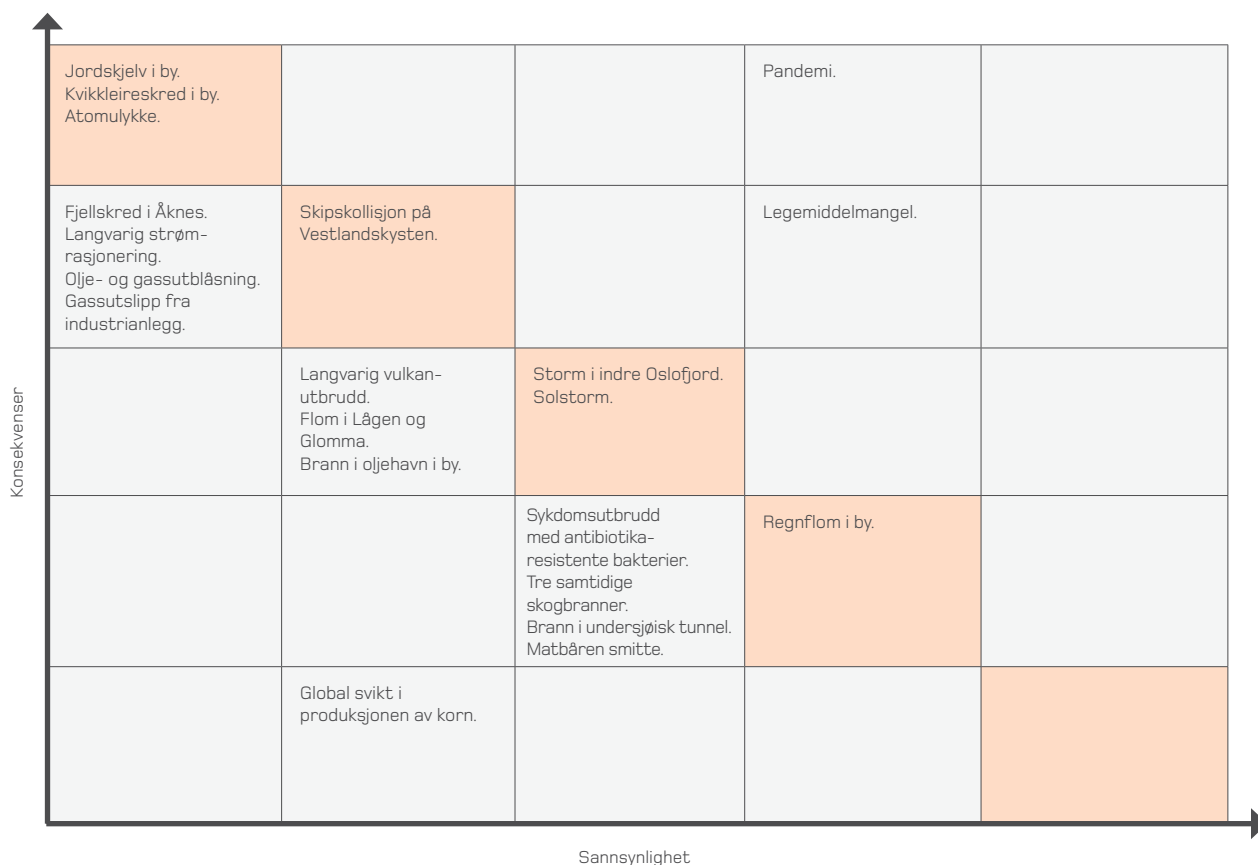 Jordskjelv i by.
Kvikkleireskred i by.
Atomulykke.
Pandemi.
Fjellskred i Åknes.
Langvarig strøm-
rasjonering.
Olje- og gassutblåsning.
Gassutslipp fra
industrianlegg.
Skipskollisjon på
Vestlandskysten.
Legemiddelmangel.
Langvarig vulkan-
utbrudd.
Flom i Lågen og
Glomma.
Brann i oljehavn i by.
Storm i indre Oslofjord.
Solstorm.
Sykdomsutbrudd
med antibiotika-
resistente bakterier.
Tre samtidige
skogbranner.
Brann i undersjøisk tunnel.
Matbåren smitte.
Regnflom i by.
Global svikt i
produksjonen av korn.
Konsekvenser
Sannsynlighet